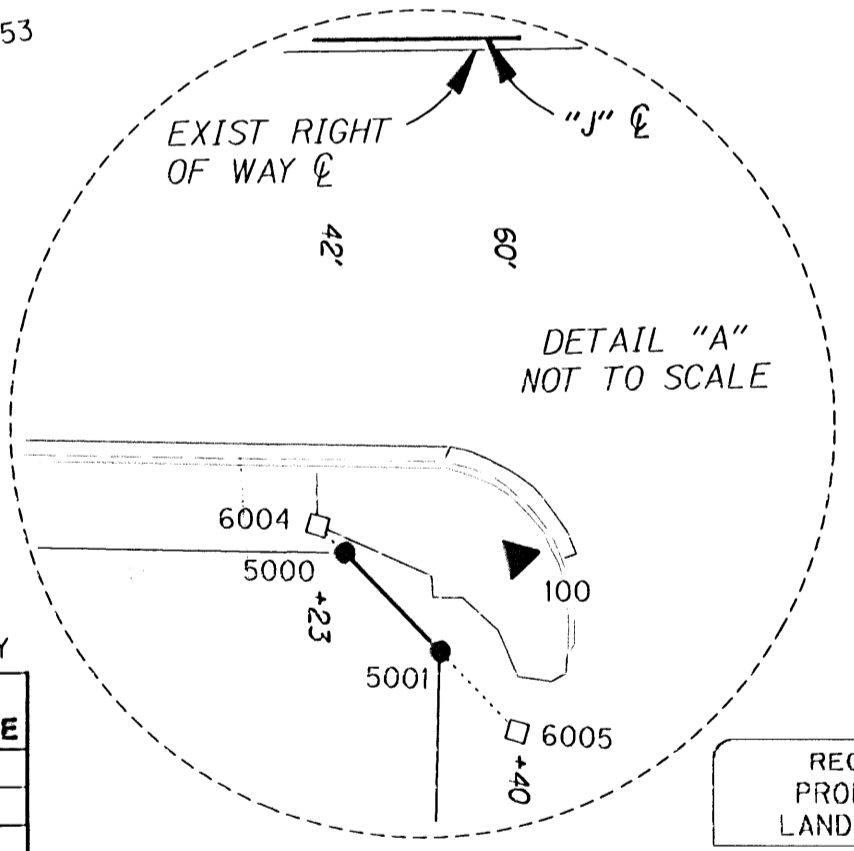 53
EXIST RIGHT
OF WAY ℄
"J" ℄
42'
60'
DETAIL "A"
NOT TO SCALE
6004
5000
100
+23
5001
6005
+40
Y
E
REC
PROF
LAND